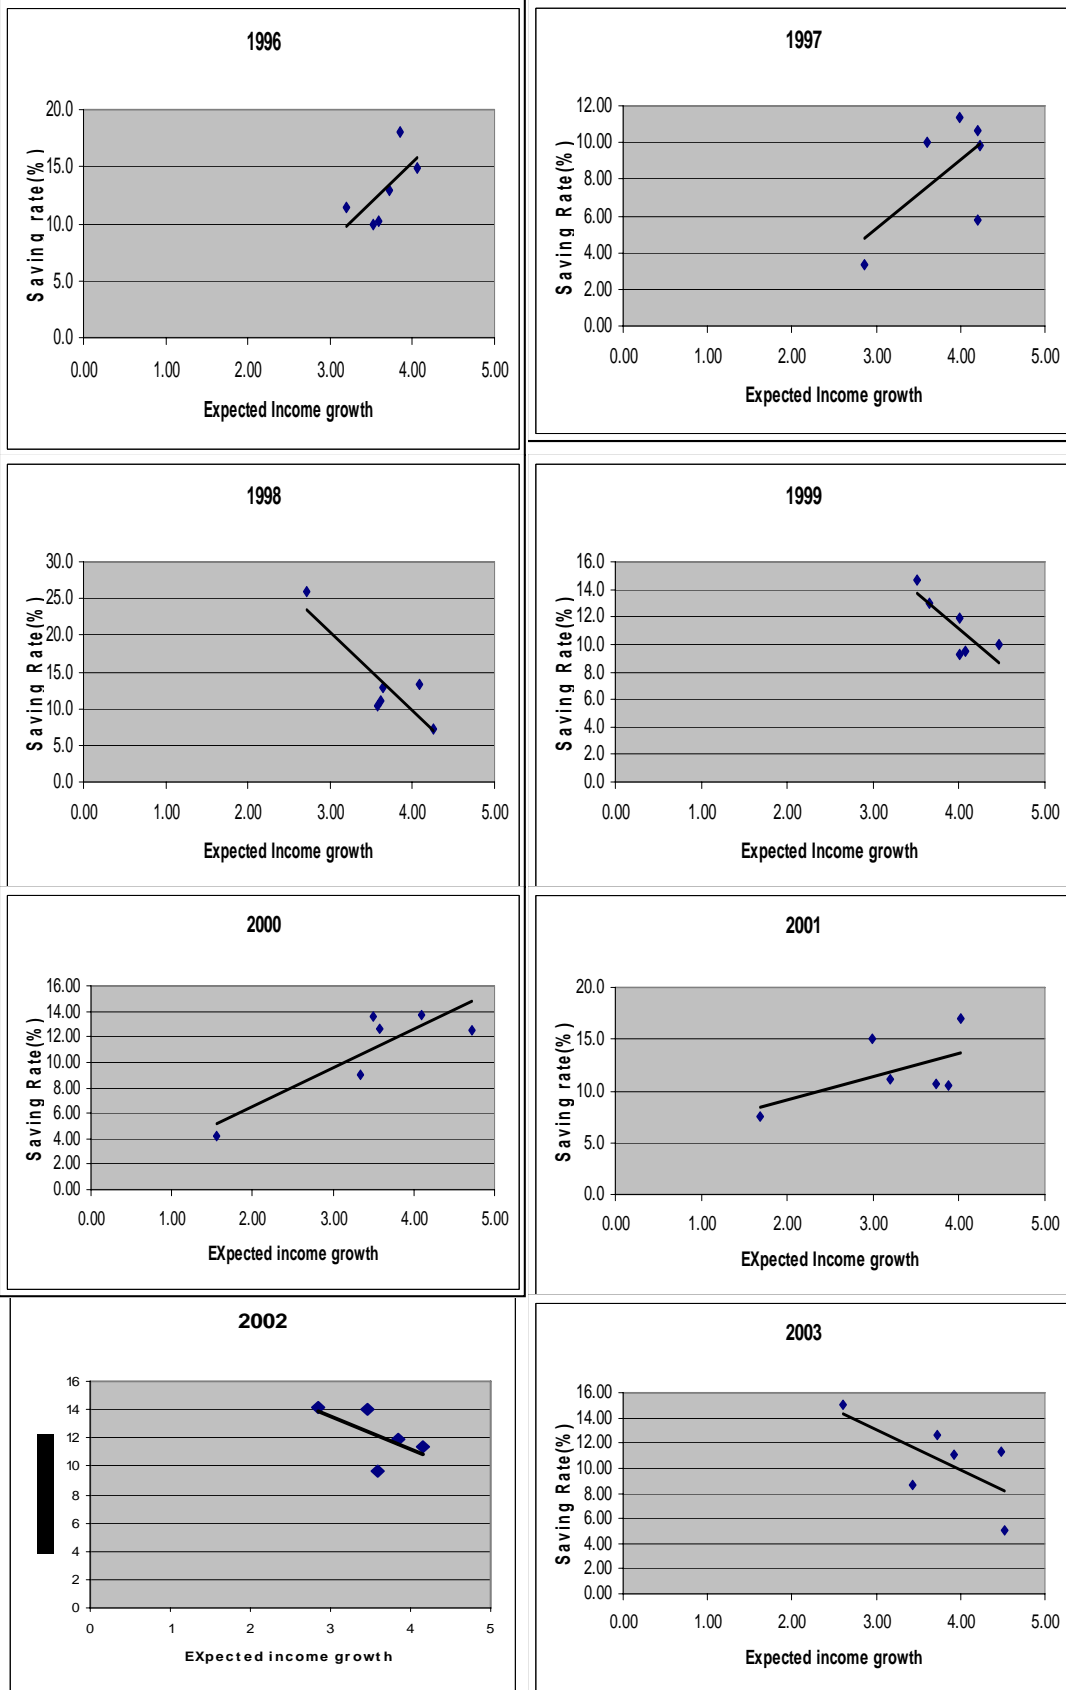 1996
20.0
15.0
10.0
5.0
0.0
Saving rate(%)
0.00 1.00 2.00 3.00 4.00 5.00
Expected Income growth
1997
12.00
10.00
8.00
6.00
4.00
2.00
0.00
Saving Rate(%)
0.00 1.00 2.00 3.00 4.00 5.00
Expected Income growth
1998
30.0
25.0
20.0
15.0
10.0
5.0
0.0
Saving Rate(%)
0.00 1.00 2.00 3.00 4.00 5.00
Expected Income growth
1999
16.0
14.0
12.0
10.0
8.0
6.0
4.0
2.0
0.0
Saving Rate(%)
0.00 1.00 2.00 3.00 4.00 5.00
Expected Income growth
2000
16.00
14.00
12.00
10.00
8.00
6.00
4.00
2.00
0.00
Saving Rate(%)
0.00 1.00 2.00 3.00 4.00 5.00
EXpected income growth
2001
20.0
15.0
10.0
5.0
0.0
Saving rate(%)
0.00 1.00 2.00 3.00 4.00 5.00
EXpected Income growth
2002
16
14
12
10
8
6
4
2
0
0 1 2 3 4 5
EXpected income growth
2003
16.00
14.00
12.00
10.00
8.00
6.00
4.00
2.00
0.00
Saving Rate(%)
0.00 1.00 2.00 3.00 4.00 5.00
Expected income growth